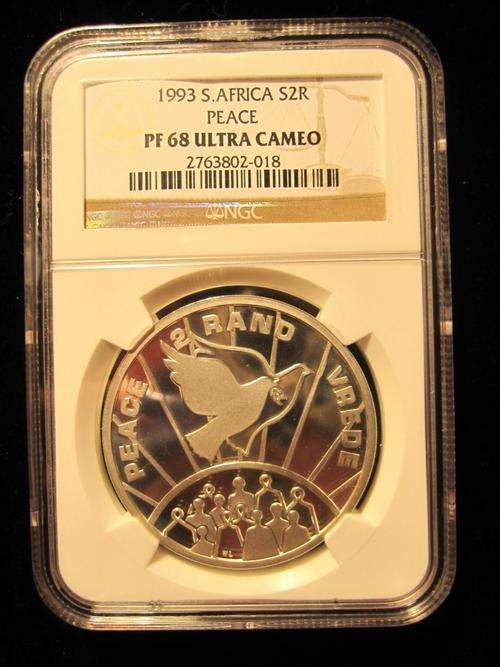 1993 S.AFRICA S2R
PEACE
PF 68 ULTRA CAMEO
2763802-018
NGC
PEACE 2 RAND VREDE